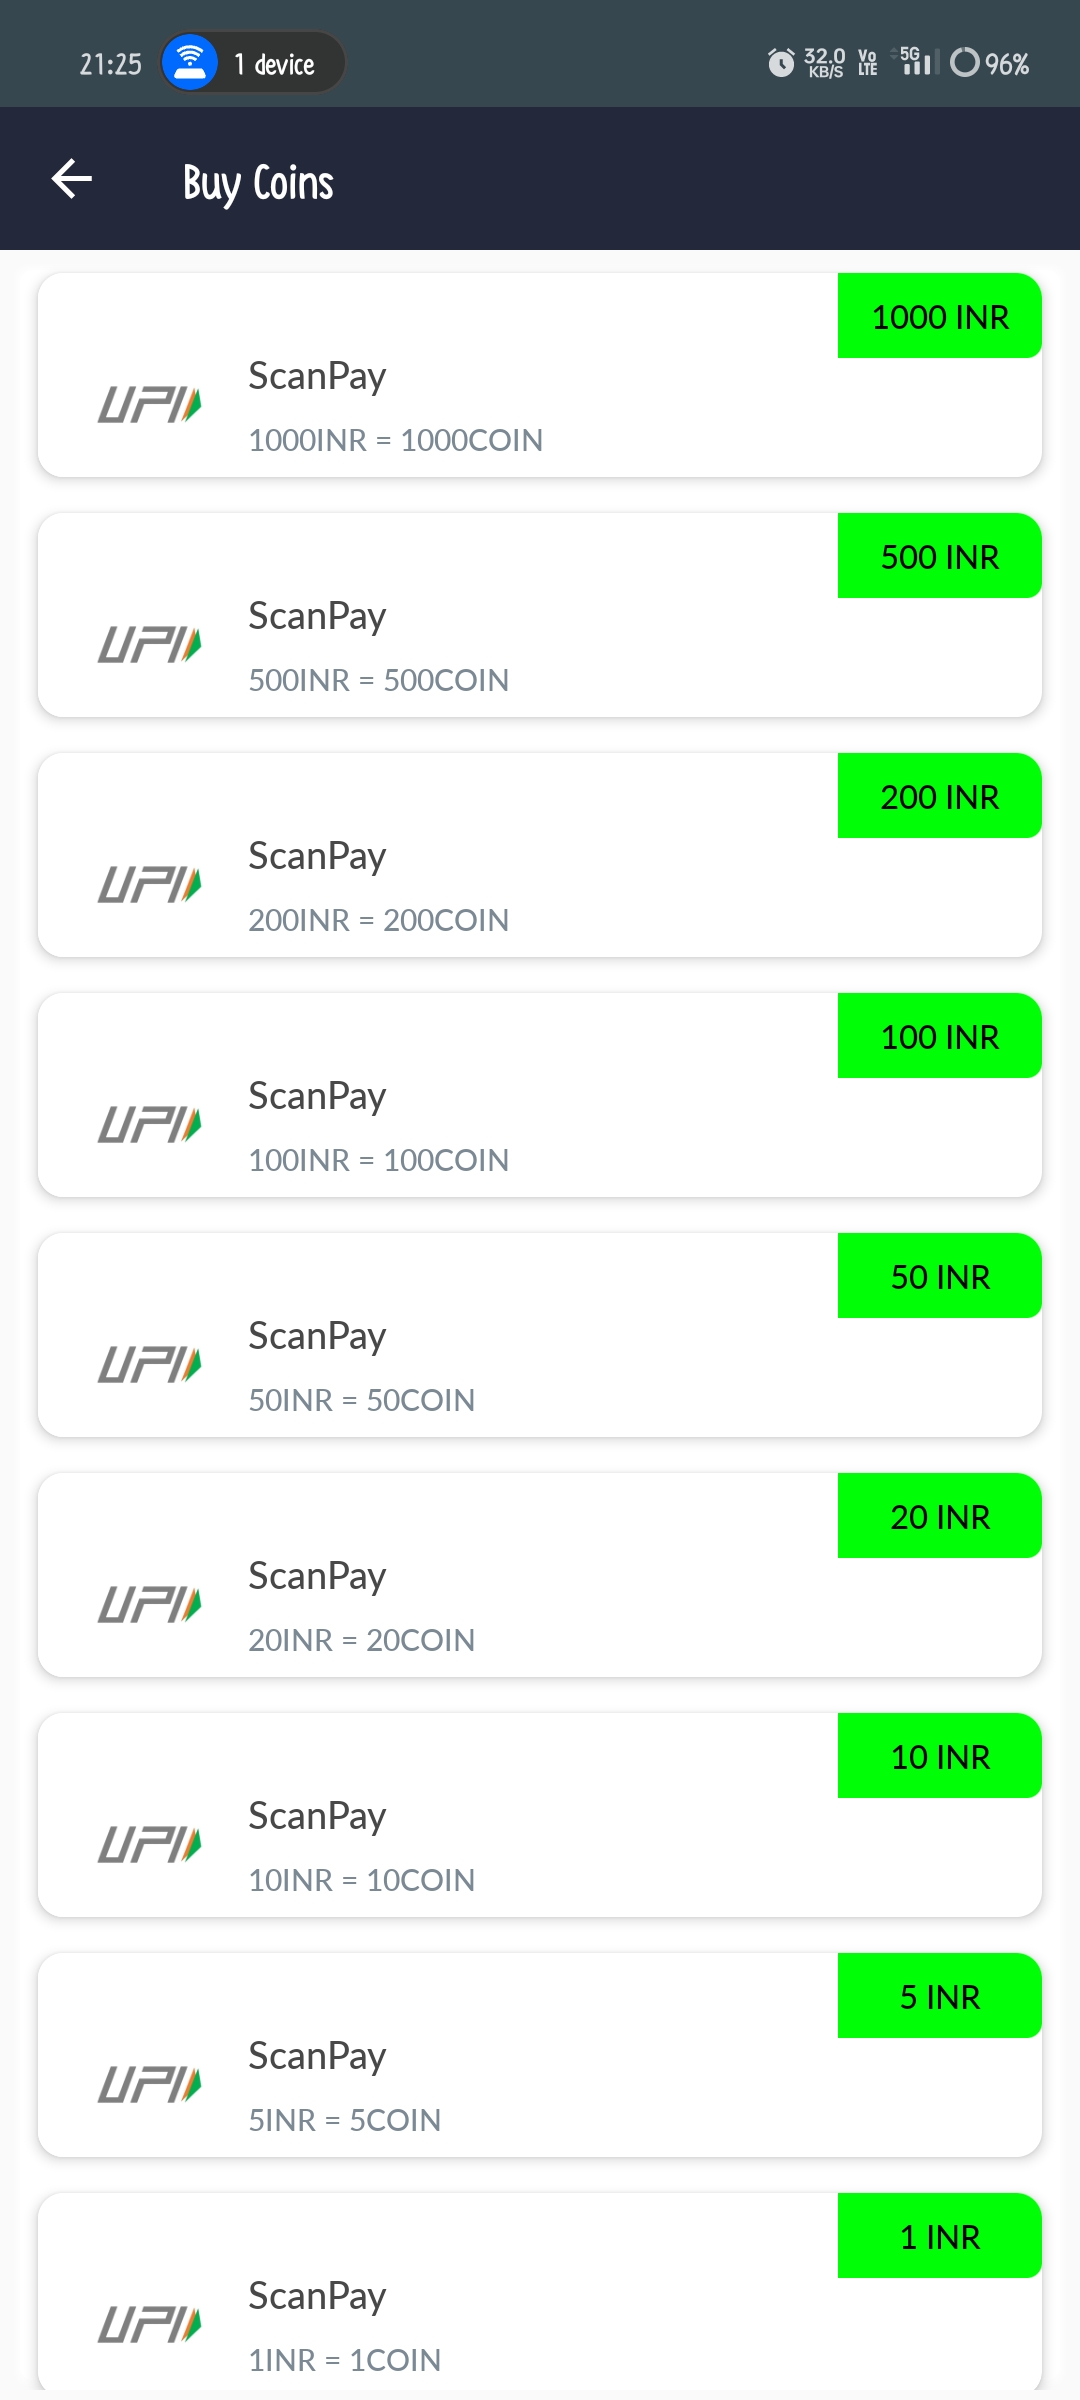 21:25
1 device
32.0
KB/S
Vo
LTE
5G
96%
Buy Coins
1000 INR
ScanPay
UPI
1000INR = 1000COIN
500 INR
ScanPay
UPI
500INR = 500COIN
200 INR
ScanPay
UPI
200INR = 200COIN
100 INR
ScanPay
UPI
100INR = 100COIN
50 INR
ScanPay
UPI
50INR = 50COIN
20 INR
ScanPay
UPI
20INR = 20COIN
10 INR
ScanPay
UPI
10INR = 10COIN
5 INR
ScanPay
UPI
5INR = 5COIN
1 INR
ScanPay
UPI
1INR = 1COIN